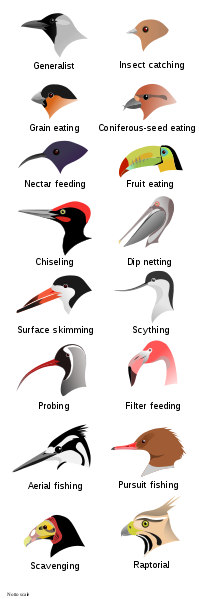 Generalist
Insect catching
Grain eating
Coniferous-seed eating
Nectar feeding
Fruit eating
Chiseling
Dip netting
Surface skimming
Scything
Probing
Filter feeding
Aerial fishing
Pursuit fishing
Scavenging
Raptorial
Not to scale